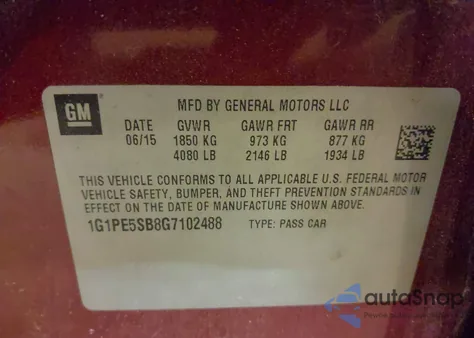 GM
MFD BY GENERAL MOTORS LLC
DATE GVWR GAWR FRT GAWR RR
06/15 1850 KG 973 KG 877 KG
4080 LB 2146 LB 1934 LB
THIS VEHICLE CONFORMS TO ALL APPLICABLE U.S. FEDERAL MOTOR
VEHICLE SAFETY, BUMPER, AND THEFT PREVENTION STANDARDS IN
EFFECT ON THE DATE OF MANUFACTURE SHOWN ABOVE.
1G1PE5SB8G7102488 TYPE: PASS CAR
autoSnap